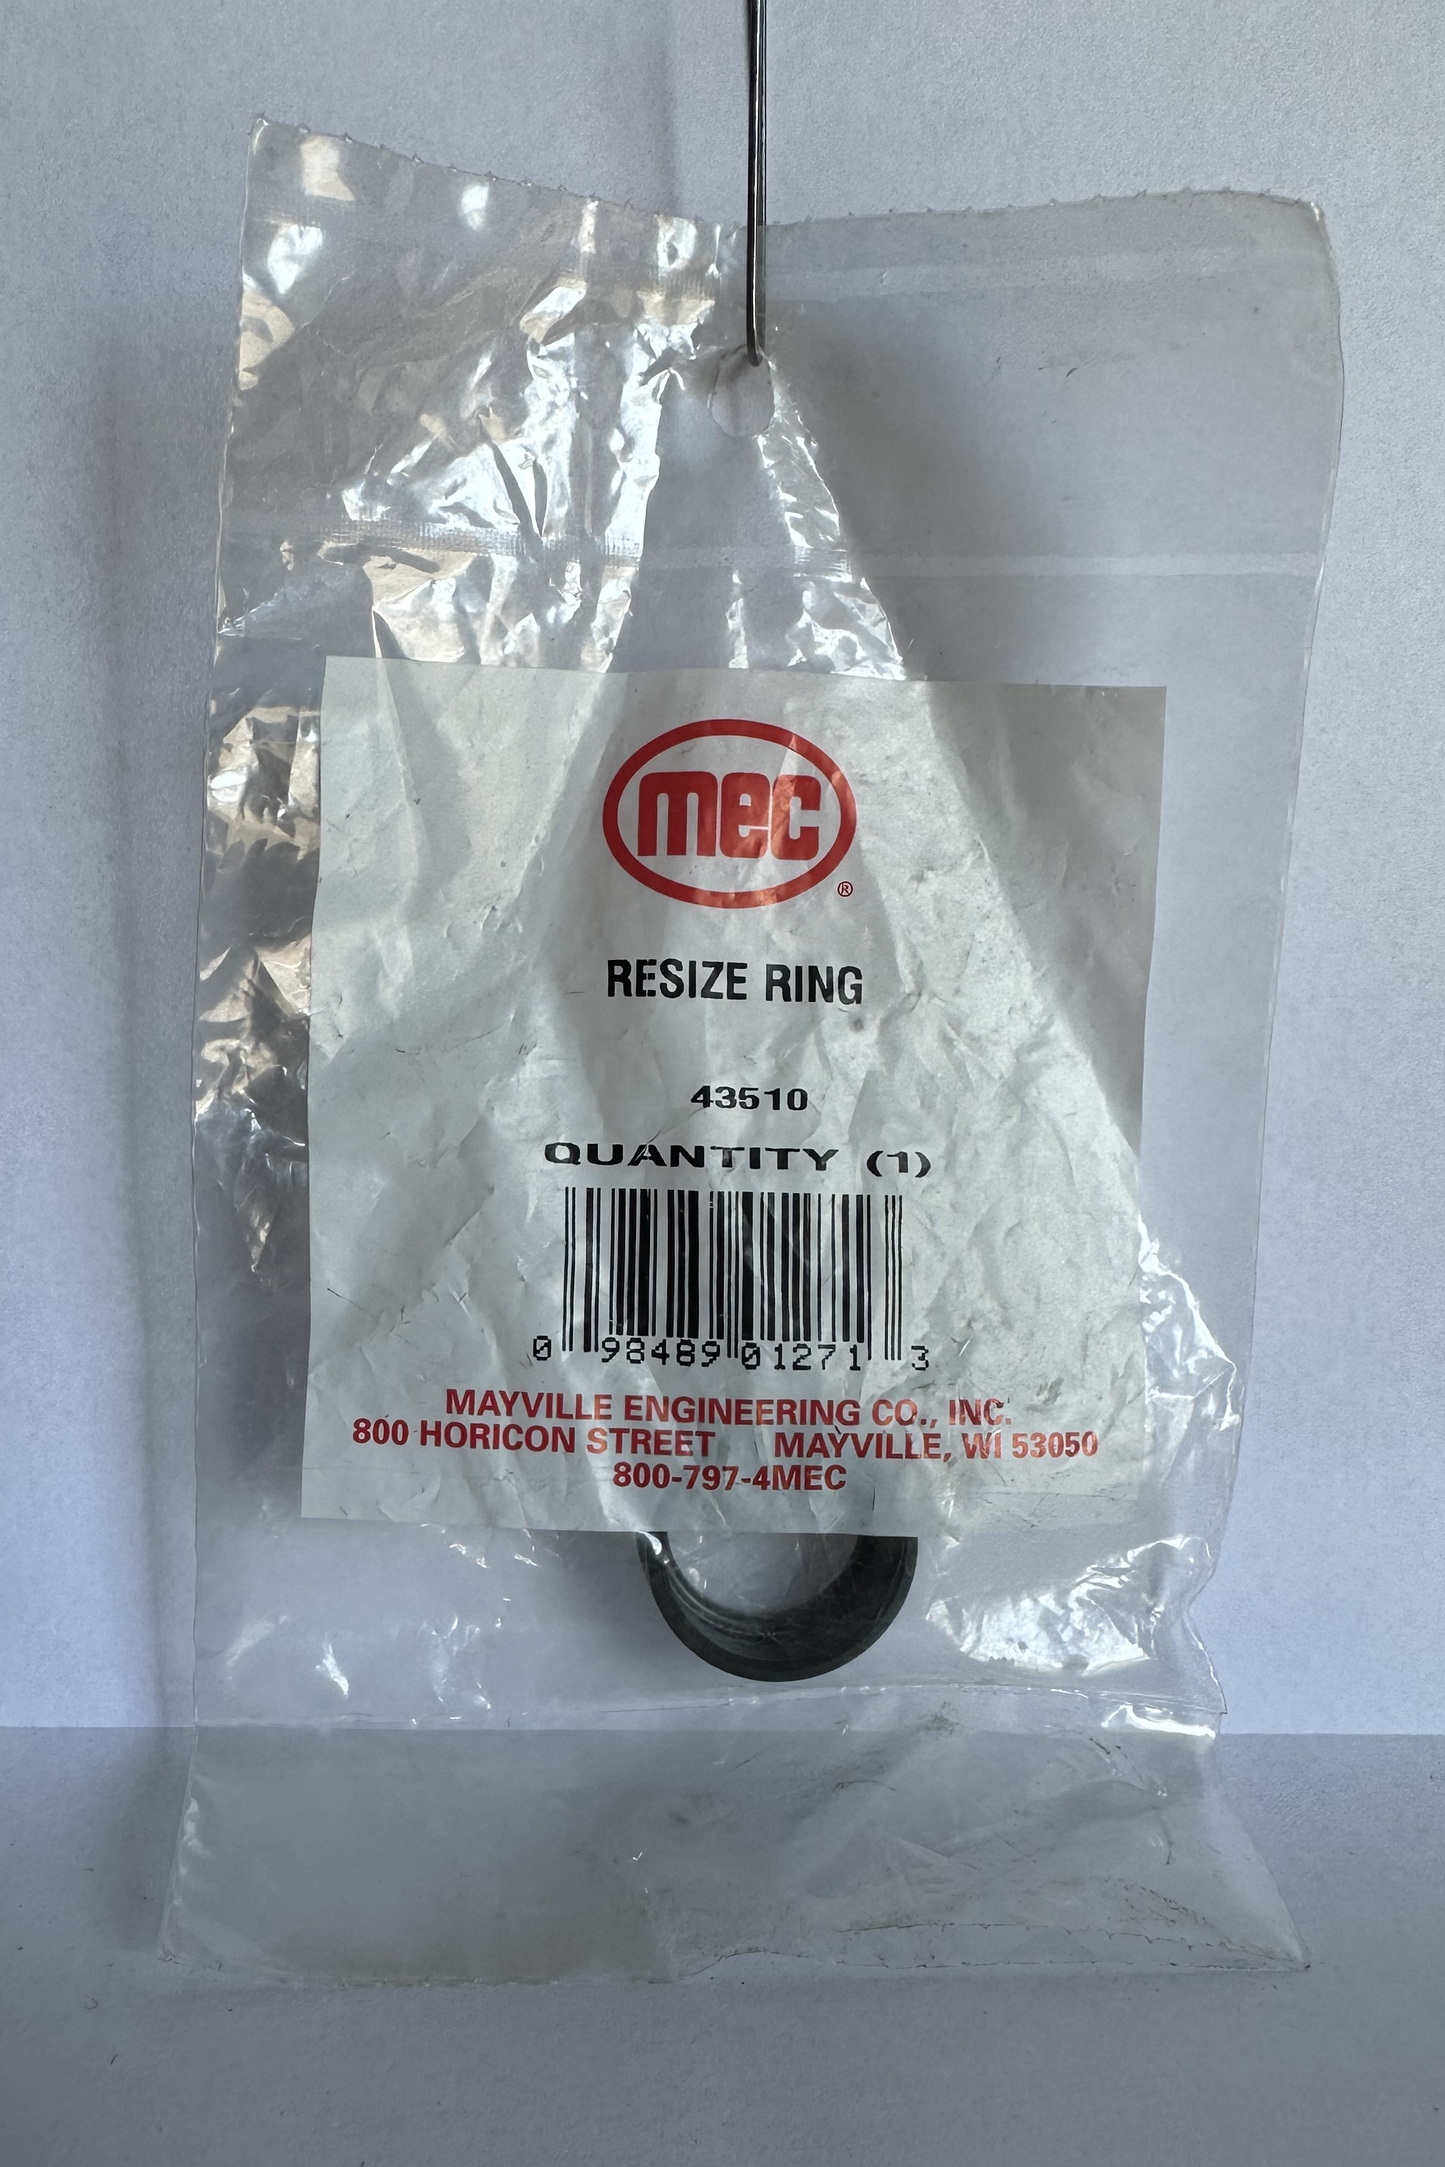 mec
®
RESIZE RING
43510
QUANTITY (1)
0 98489 01271 3
MAYVILLE ENGINEERING CO., INC.
800 HORICON STREET MAYVILLE, WI 53050
800-797-4MEC